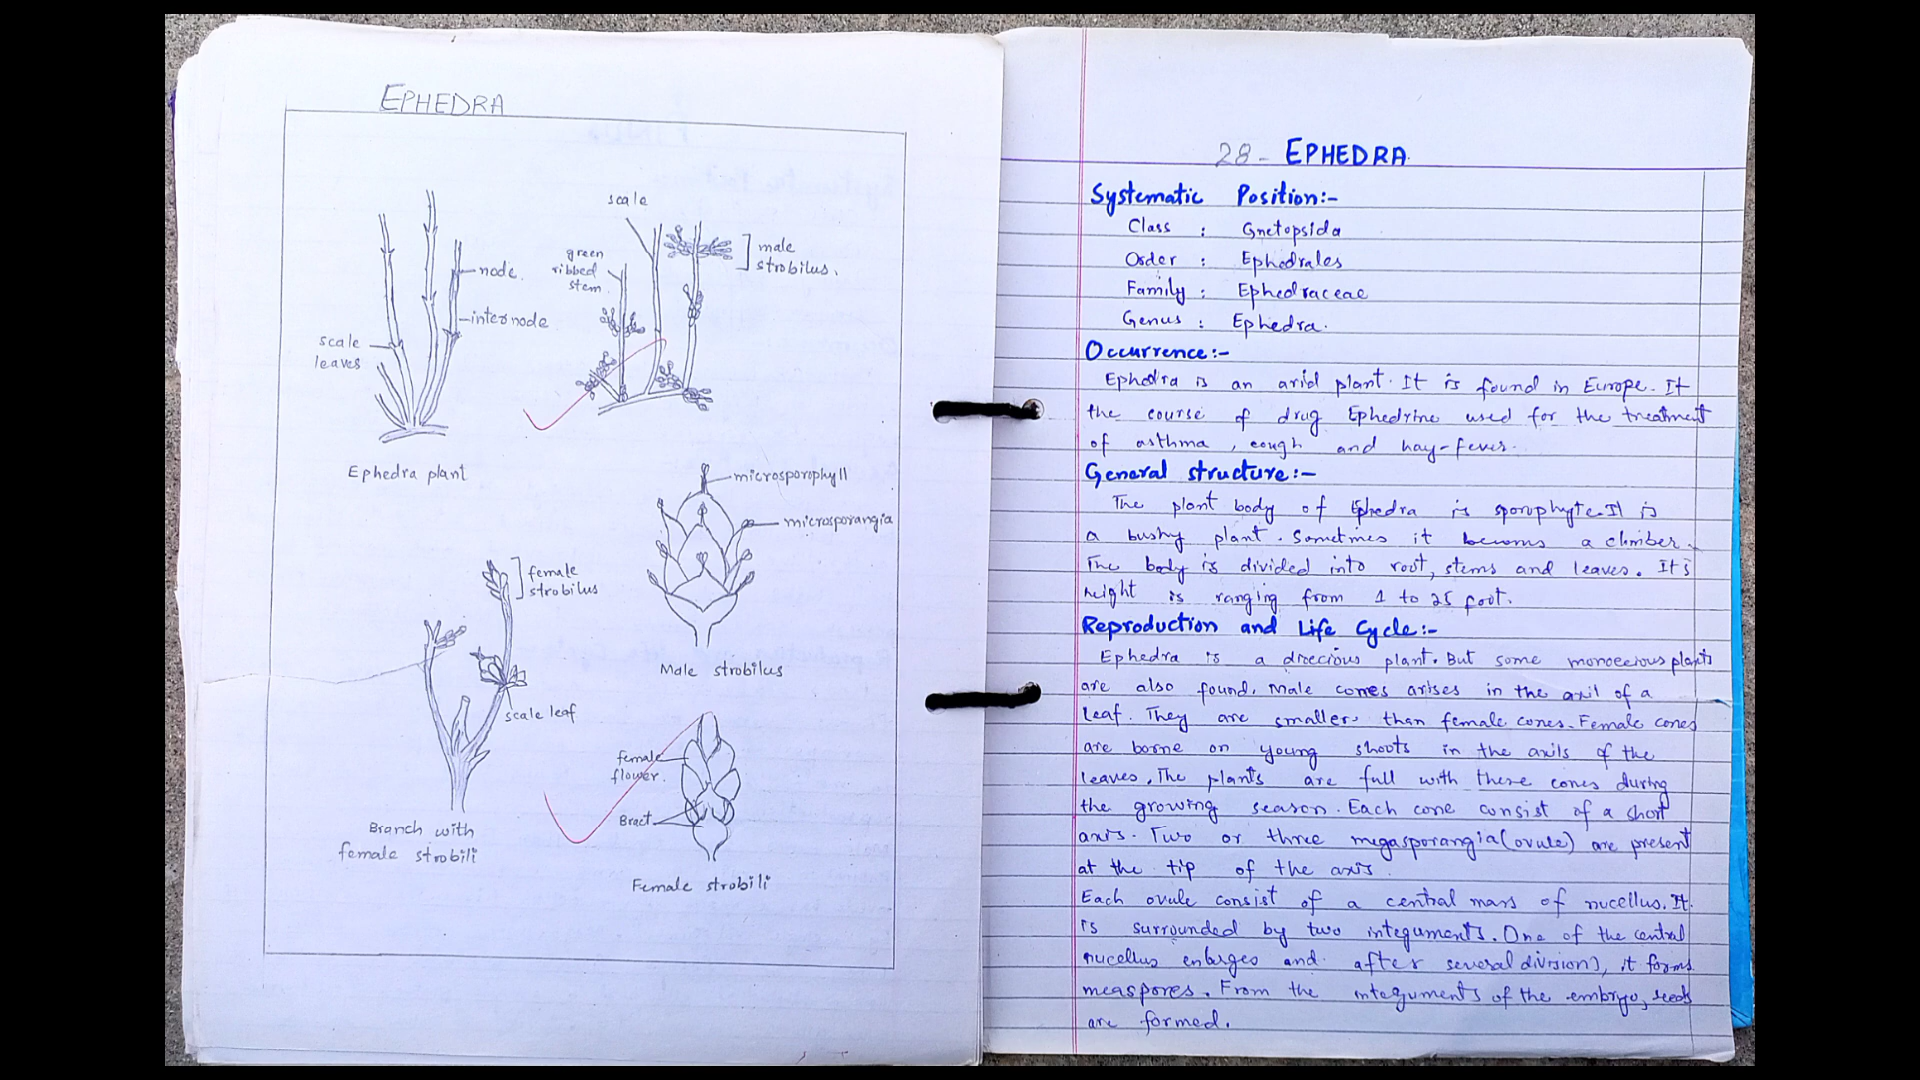 EPHEDRA
scale
green
ribbed
stem.
male
strobilus.
node.
internode
scale
leaves
Ephedra plant
microsporophyll
microsporangia
Male strobilus
female
strobilus
scale leaf
Branch with
female strobili
female
flower.
Bract
Female strobili
28- EPHEDRA.
Systematic Position:-
Class : Gnetopsida
Order : Ephedrales
Family : Ephedraceae
Genus : Ephedra.
Occurrence:-
Ephedra is an arid plant. It is found in Europe. It
the course of drug Ephedrine used for the treatment
of asthma, cough and hay-fever.
General structure:-
The plant body of Ephedra is sporophyte. It is
a bushy plant. Sometimes it becoms a climber.
The body is divided into root, stems and leaves. It's
height is ranging from 1 to 25 foot.
Reproduction and Life Cycle:-
Ephedra is a dioecious plant. But some monoecious plants
are also found. Male cones arises in the axil of a
leaf. They are smaller than female cones. Female cones
are borne on young shoots in the axils of the
leaves. The plants are full with these cones during
the growing season. Each cone consist of a short
axis. Two or three megasporangia (ovule) are present
at the tip of the axis.
Each ovule consist of a central mass of nucellus. It
is surrounded by two integuments. One of the central
nucellus enlarges and after several divisions, it forms
measpores. From the integuments of the embryo, seeds
are formed.